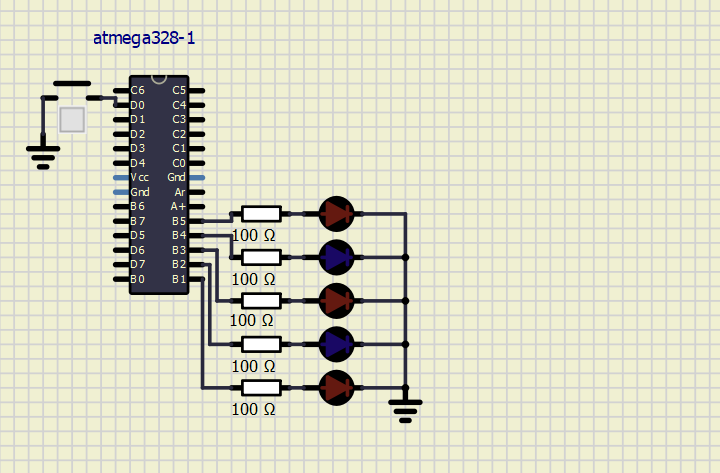 atmega328-1
C6 C5
D0 C4
D1 C3
D2 C2
D3 C1
D4 C0
Vcc Gnd
Gnd Ar
B6 A+
B7 B5
D5 B4
D6 B3
D7 B2
B0 B1
100 Ω
100 Ω
100 Ω
100 Ω
100 Ω